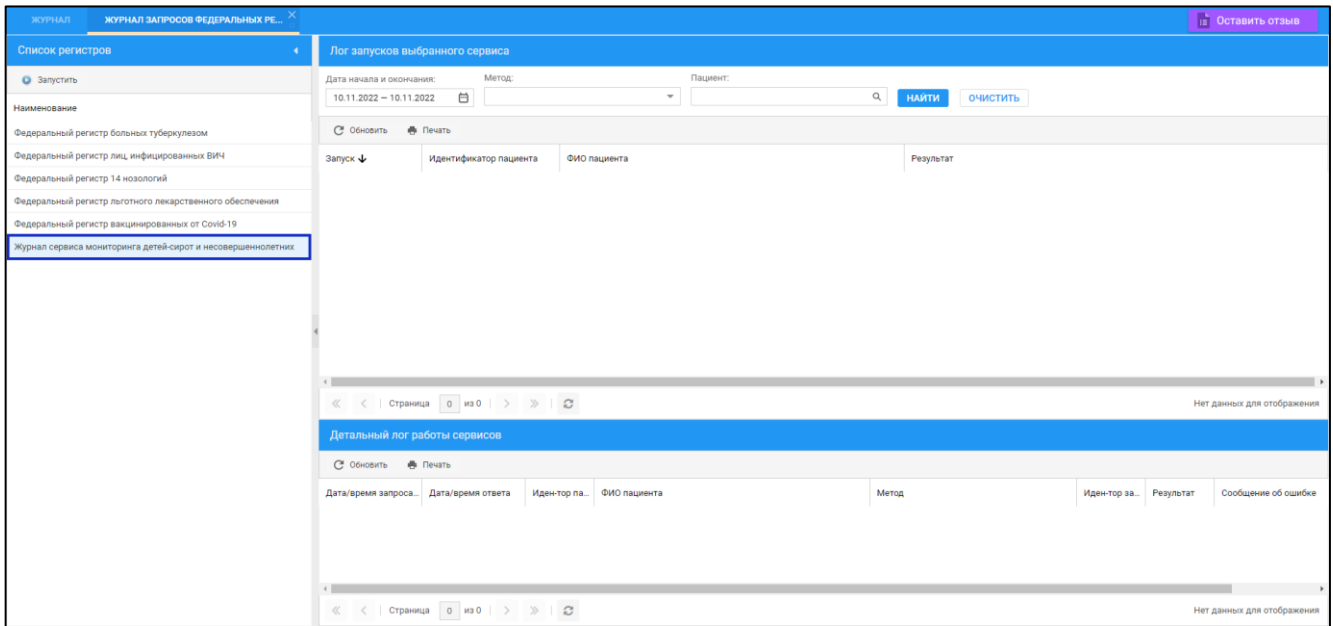 ЖУРНАЛ
ЖУРНАЛ ЗАПРОСОВ ФЕДЕРАЛЬНЫХ РЕ...
Оставить отзыв
Список регистров
Запустить
Наименование
Федеральный регистр больных туберкулезом
Федеральный регистр лиц, инфицированных ВИЧ
Федеральный регистр 14 нозологий
Федеральный регистр льготного лекарственного обеспечения
Федеральный регистр вакцинированных от Covid-19
Журнал сервиса мониторинга детей-сирот и несовершеннолетних
Лог запусков выбранного сервиса
Дата начала и окончания: Метод: Пациент:
10.11.2022 — 10.11.2022 НАЙТИ ОЧИСТИТЬ
Обновить Печать
Запуск Идентификатор пациента ФИО пациента Результат
Страница 0 из 0 Нет данных для отображения
Детальный лог работы сервисов
Обновить Печать
Дата/время запроса... Дата/время ответа Иден-тор па... ФИО пациента Метод Иден-тор за... Результат Сообщение об ошибке
Страница 0 из 0 Нет данных для отображения